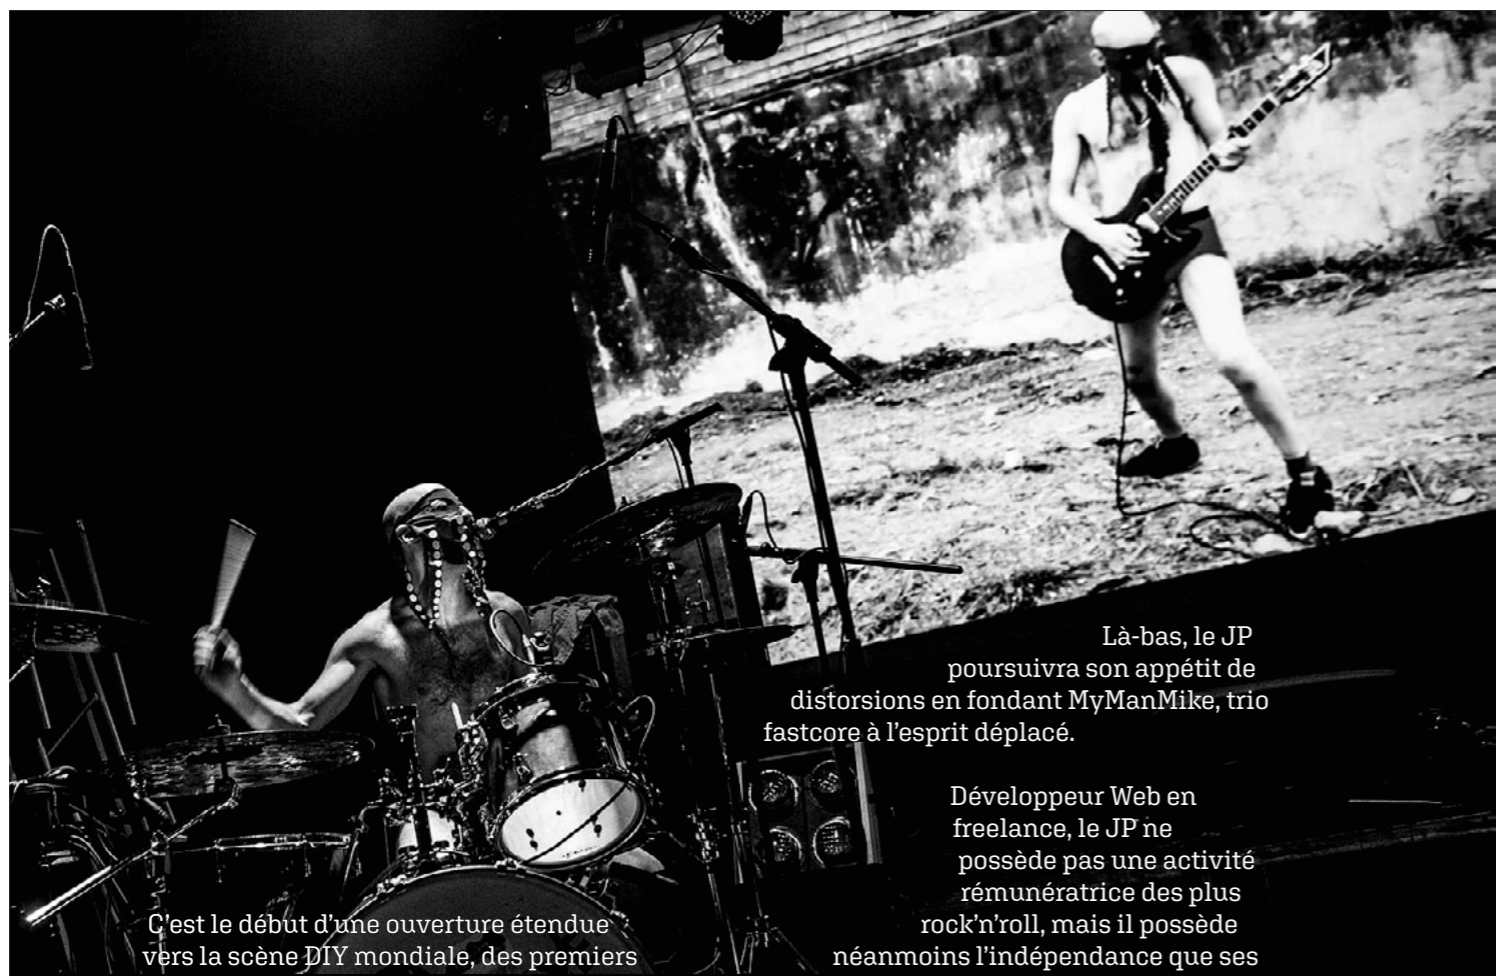 Là-bas, le JP
poursuivra son appétit de
distorsions en fondant MyManMike, trio
fastcore à l’esprit déplacé.
Développeur Web en
freelance, le JP ne
possède pas une activité
rémunératrice des plus
rock’n’roll, mais il possède
néanmoins l’indépendance que ses
C’est le début d’une ouverture étendue
vers la scène DIY mondiale, des premiers